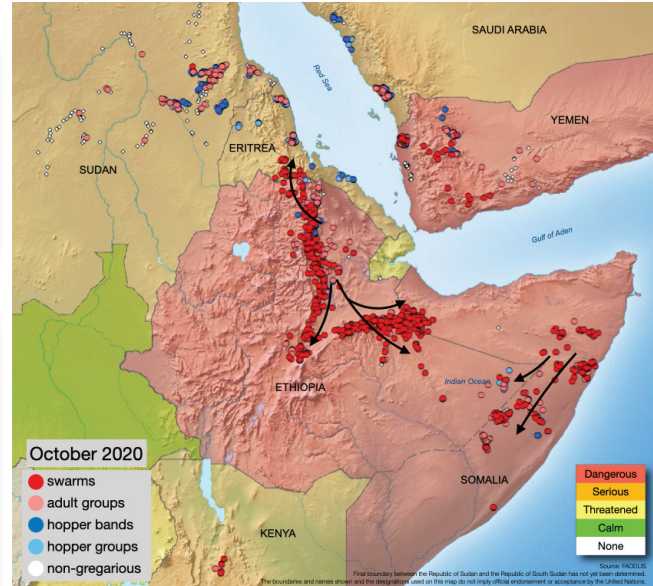 SAUDI ARABIA
Red Sea
YEMEN
ERITREA
SUDAN
Gulf of Aden
ETHIOPIA
Indian Ocean
SOMALIA
KENYA
October 2020
swarms
adult groups
hopper bands
hopper groups
non-gregarious
Dangerous
Serious
Threatened
Calm
None
Source: FAODLIS
Final boundary between the Republic of Sudan and the Republic of South Sudan has not yet been determined.
The boundaries and names shown and the designations used on this map do not imply official endorsement or acceptance by the United Nations.